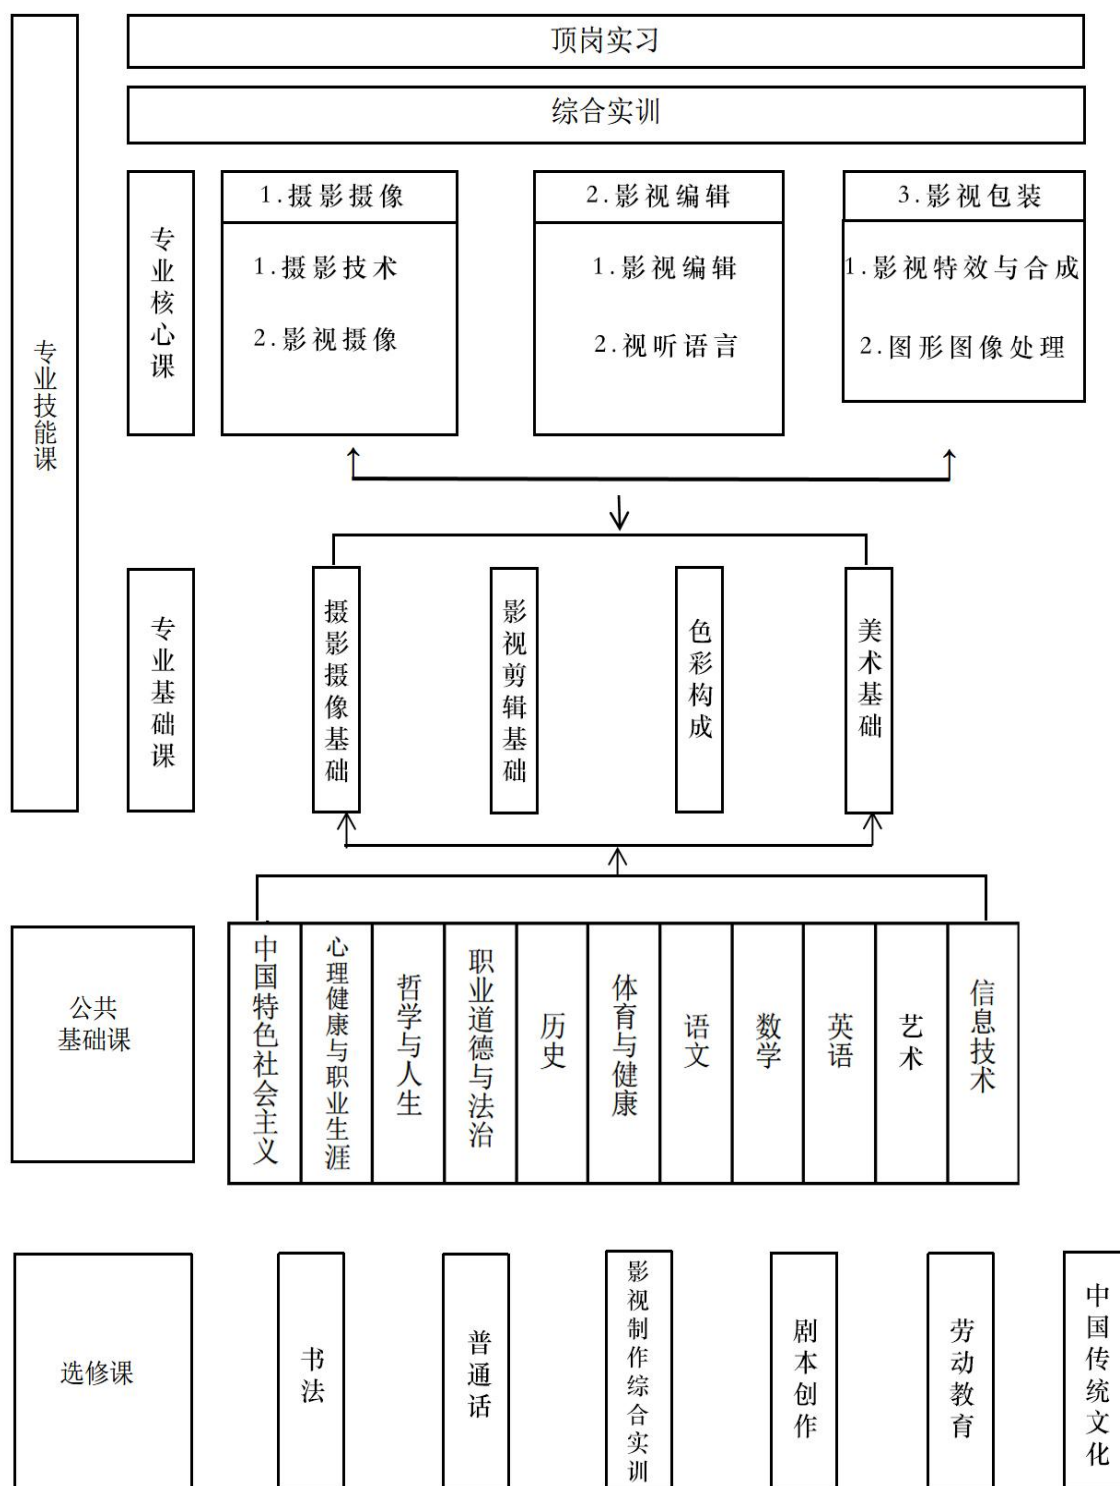 顶岗实习
综合实训
专业技能课
专业核心课
1.摄影摄像
1.摄影技术
2.影视摄像
2.影视编辑
1.影视编辑
2.视听语言
3.影视包装
1.影视特效与合成
2.图形图像处理
专业基础课
摄影摄像基础
影视剪辑基础
色彩构成
美术基础
公共
基础课
中国特色社会主义
心理健康与职业生涯
哲学与人生
职业道德与法治
历史
体育与健康
语文
数学
英语
艺术
信息技术
选修课
书法
普通话
影视制作综合实训
剧本创作
劳动教育
中国传统文化